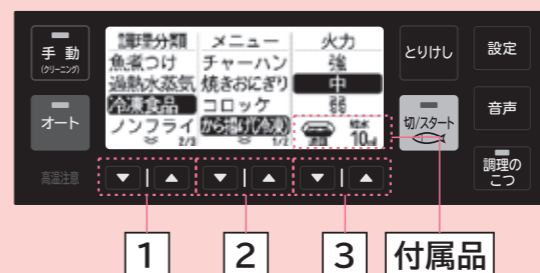 手動
(クリーニング)
オート
高温注意
調理分類 メニュー 火力
魚煮つけ チャーハン 強
過熱水蒸気 焼きおにぎり 中
冷凍食品 コロッケ 弱
ノンフライ から揚げ(冷凍) 給水
2/3 1/2 10
とりけし
切/スタート
設定
音声
調理の
こつ
▼ | ▲ ▼ | ▲ ▼ | ▲
1 2 3 付属品